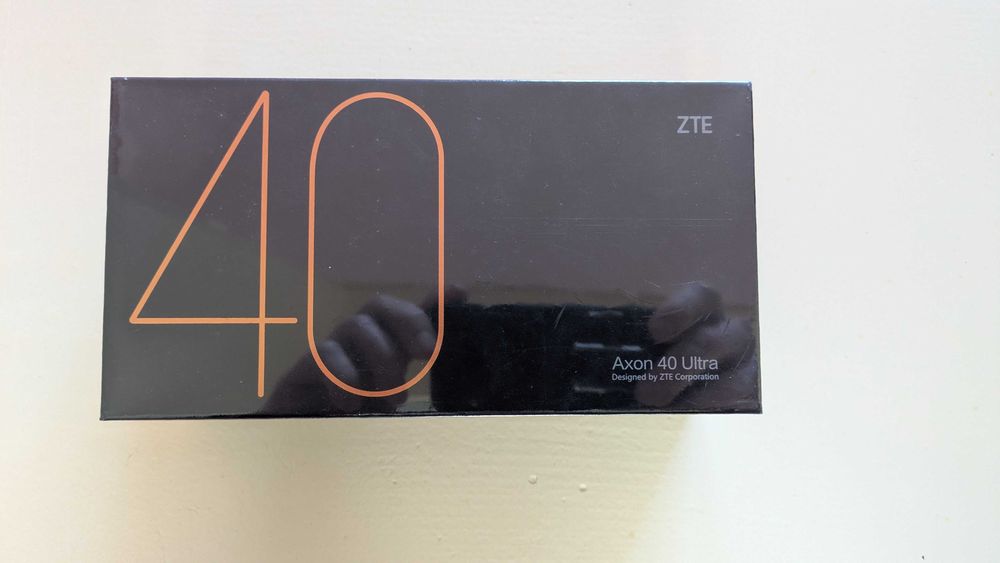 40
ZTE
Axon 40 Ultra
Designed by ZTE Corporation